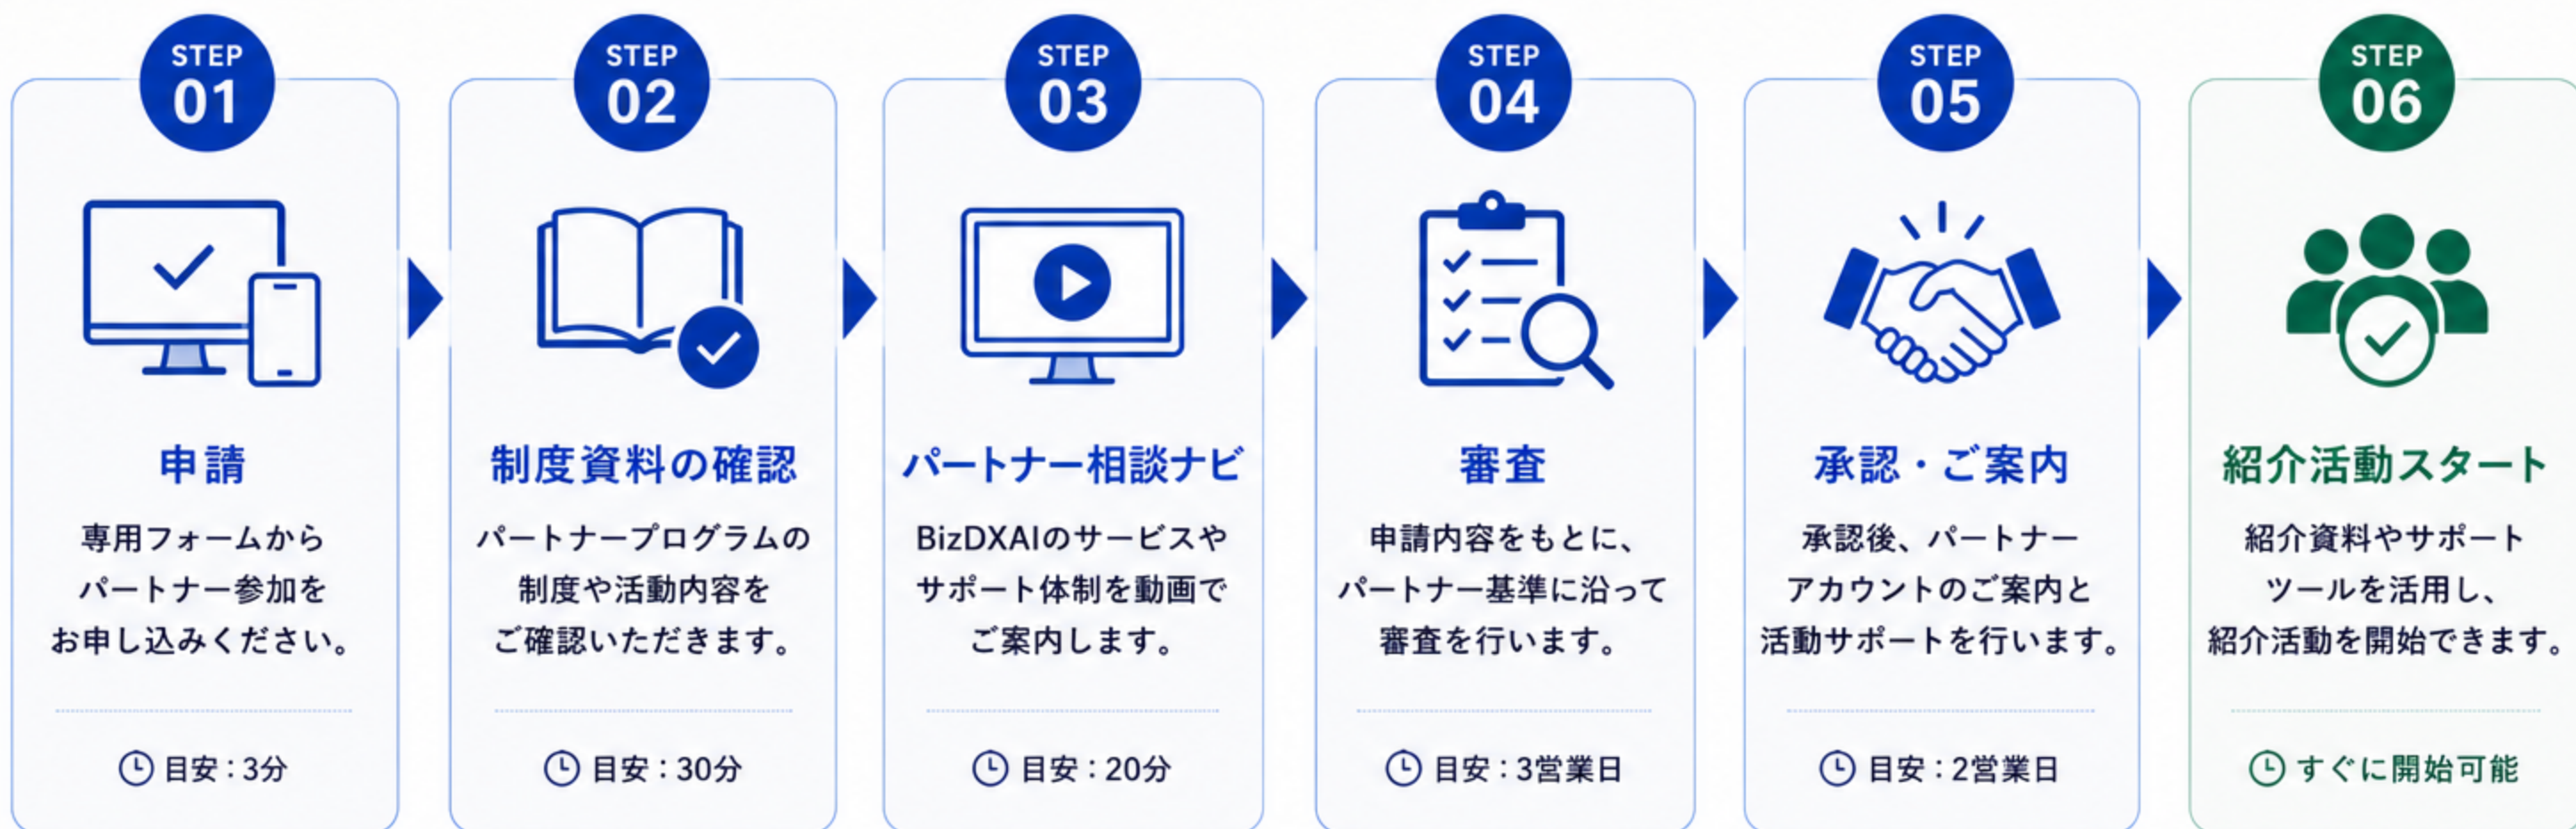 STEP
01
申請
専用フォームから
パートナー参加を
お申し込みください。
目安：3分
STEP
02
制度資料の確認
パートナープログラムの
制度や活動内容を
ご確認いただきます。
目安：30分
STEP
03
パートナー相談ナビ
BizDXAIのサービスや
サポート体制を動画で
ご案内します。
目安：20分
STEP
04
審査
申請内容をもとに、
パートナー基準に沿って
審査を行います。
目安：3営業日
STEP
05
承認・ご案内
承認後、パートナー
アカウントのご案内と
活動サポートを行います。
目安：2営業日
STEP
06
紹介活動スタート
紹介資料やサポート
ツールを活用し、
紹介活動を開始できます。
すぐに開始可能